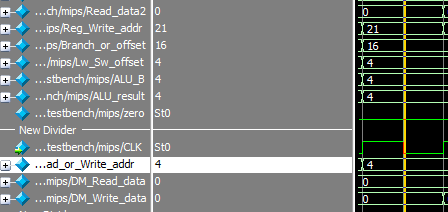 ...ch/mips/Read_data2 0 0
...ips/Reg_Write_addr 21 21
...ps/Branch_or_offset 16 16
.../mips/Lw_Sw_offset 4 4
...stbench/mips/ALU_B 4 4
...nch/mips/ALU_result 4 4
...testbench/mips/zero St0
New Divider
...testbench/mips/CLK St0
...ad_or_Write_addr 4 4
...mips/DM_Read_data 0 0
...mips/DM_Write_data 0 0